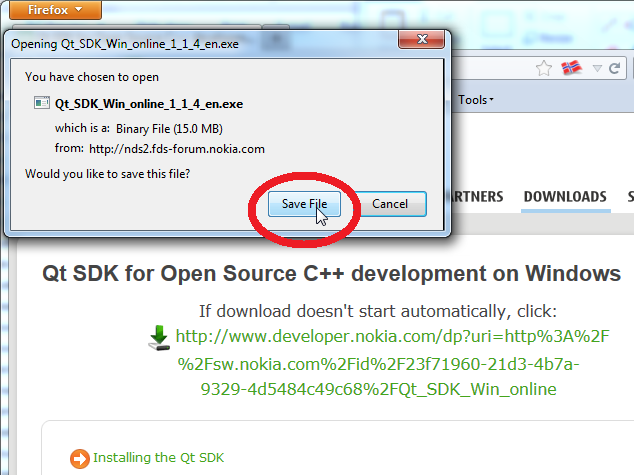 Firefox
Opening Qt_SDK_Win_online_1_1_4_en.exe
You have chosen to open
Qt_SDK_Win_online_1_1_4_en.exe
which is a: Binary File (15.0 MB)
from: http://nds2.fds-forum.nokia.com
Would you like to save this file?
Save File Cancel
Tools
ARTNERS DOWNLOADS S
Qt SDK for Open Source C++ development on Windows
If download doesn't start automatically, click:
http://www.developer.nokia.com/dp?uri=http%3A%2F
%2Fsw.nokia.com%2Fid%2F23f71960-21d3-4b7a-
9329-4d5484c49c68%2FQt_SDK_Win_online
Installing the Qt SDK